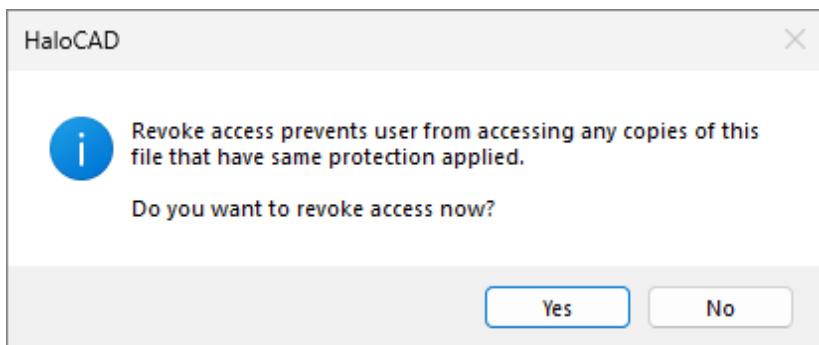 HaloCAD
Revoke access prevents user from accessing any copies of this
file that have same protection applied.
Do you want to revoke access now?
Yes
No